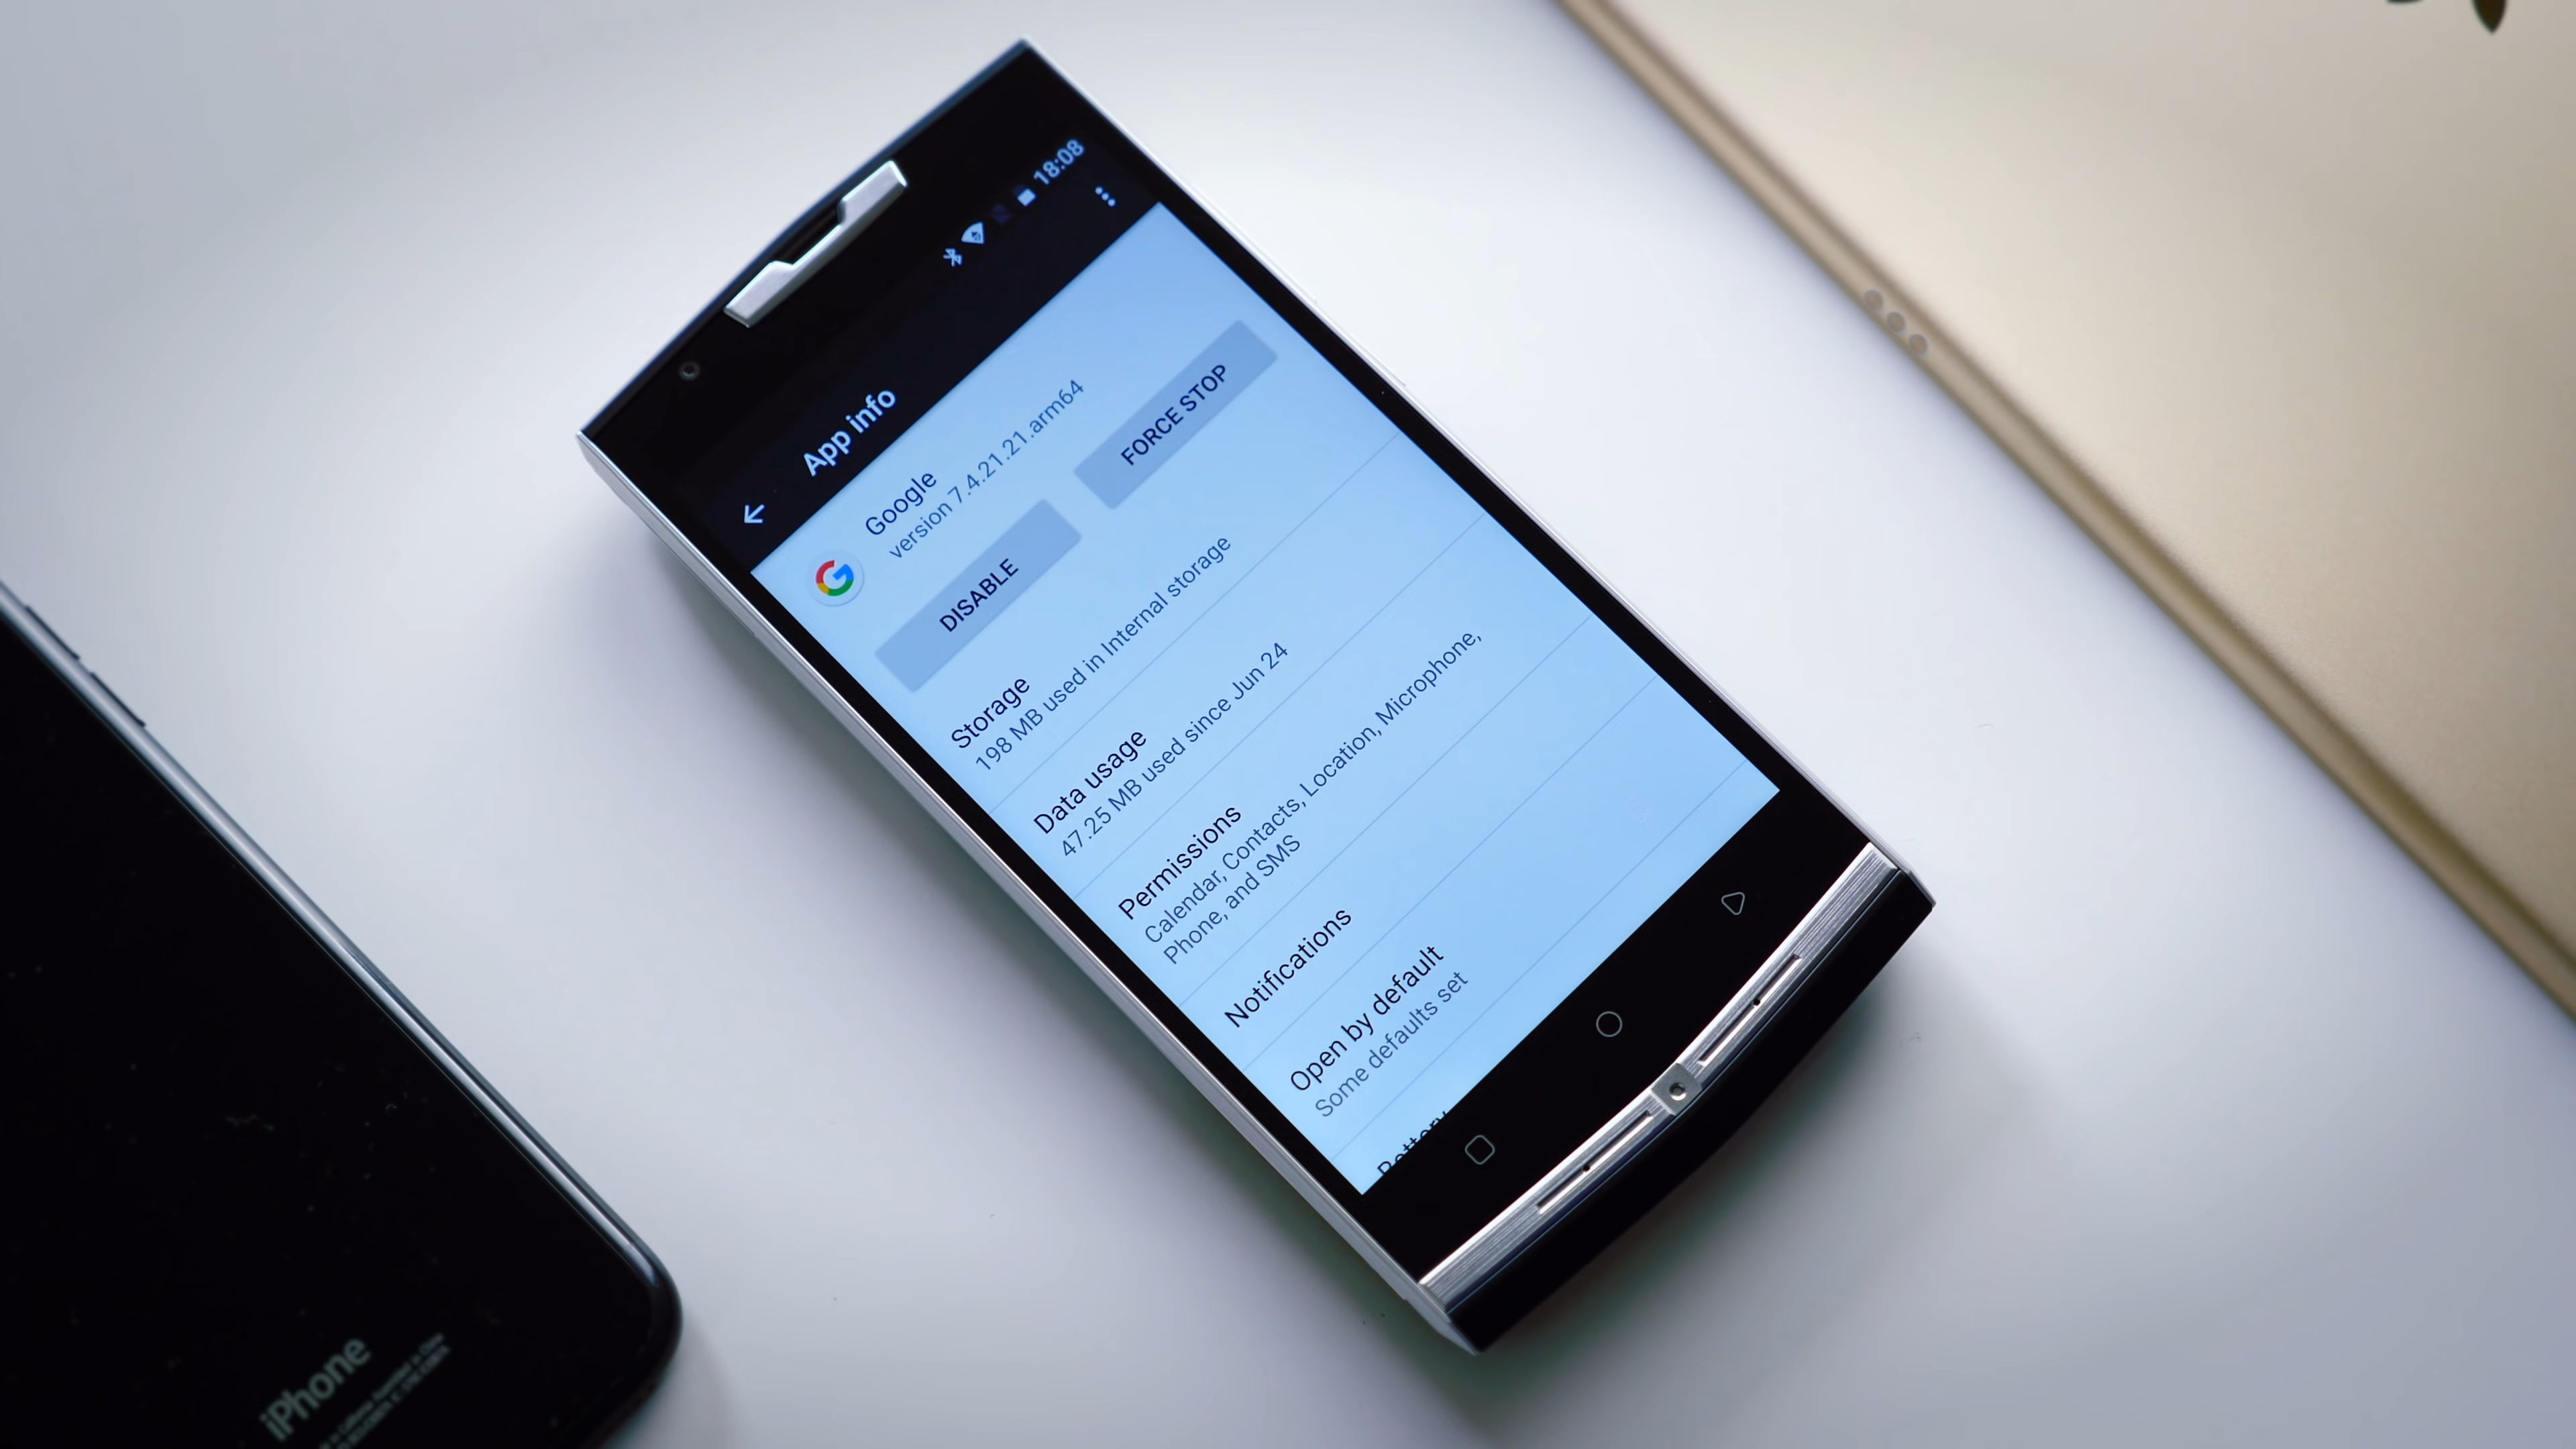 18:08
App info
Google
version 7.4.21.21.arm64
DISABLE
FORCE STOP
Storage
198 MB used in Internal storage
Data usage
47.25 MB used since Jun 24
Permissions
Calendar, Contacts, Location, Microphone,
Phone, and SMS
Notifications
Open by default
Some defaults set
Battery
iPhone